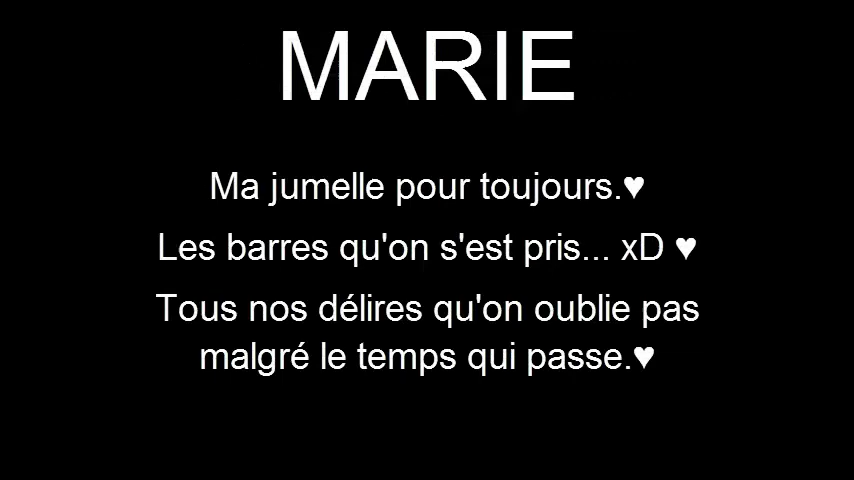 MARIE
Ma jumelle pour toujours.♥
Les barres qu'on s'est pris... xD ♥
Tous nos délires qu'on oublie pas
malgré le temps qui passe.♥